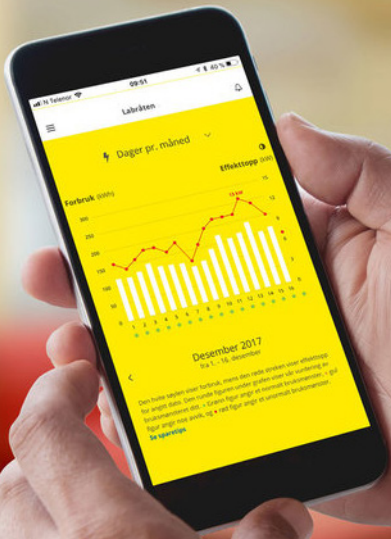 N Telenor 09:51 40 %
Labråten
Dager pr. måned
Forbruk (kWh) Effekttopp (kW)
300
250
200
150
100
50
0
13 kW
15
12
9
6
3
0
1 2 3 4 5 6 7 8 9 10 11 12 13 14 15 16
Desember 2017
fra 1. - 16. desember
Den hvite søylen viser forbruk, mens den røde streken viser effekttopp
for angitt dato. Den runde figuren under grafen viser vår vurdering av
bruksmønsteret ditt. Grønn figur angir et normalt bruksmønster, gul
figur angir noe avvik, og rød figur angir et unormalt bruksmønster.
Se sparetips